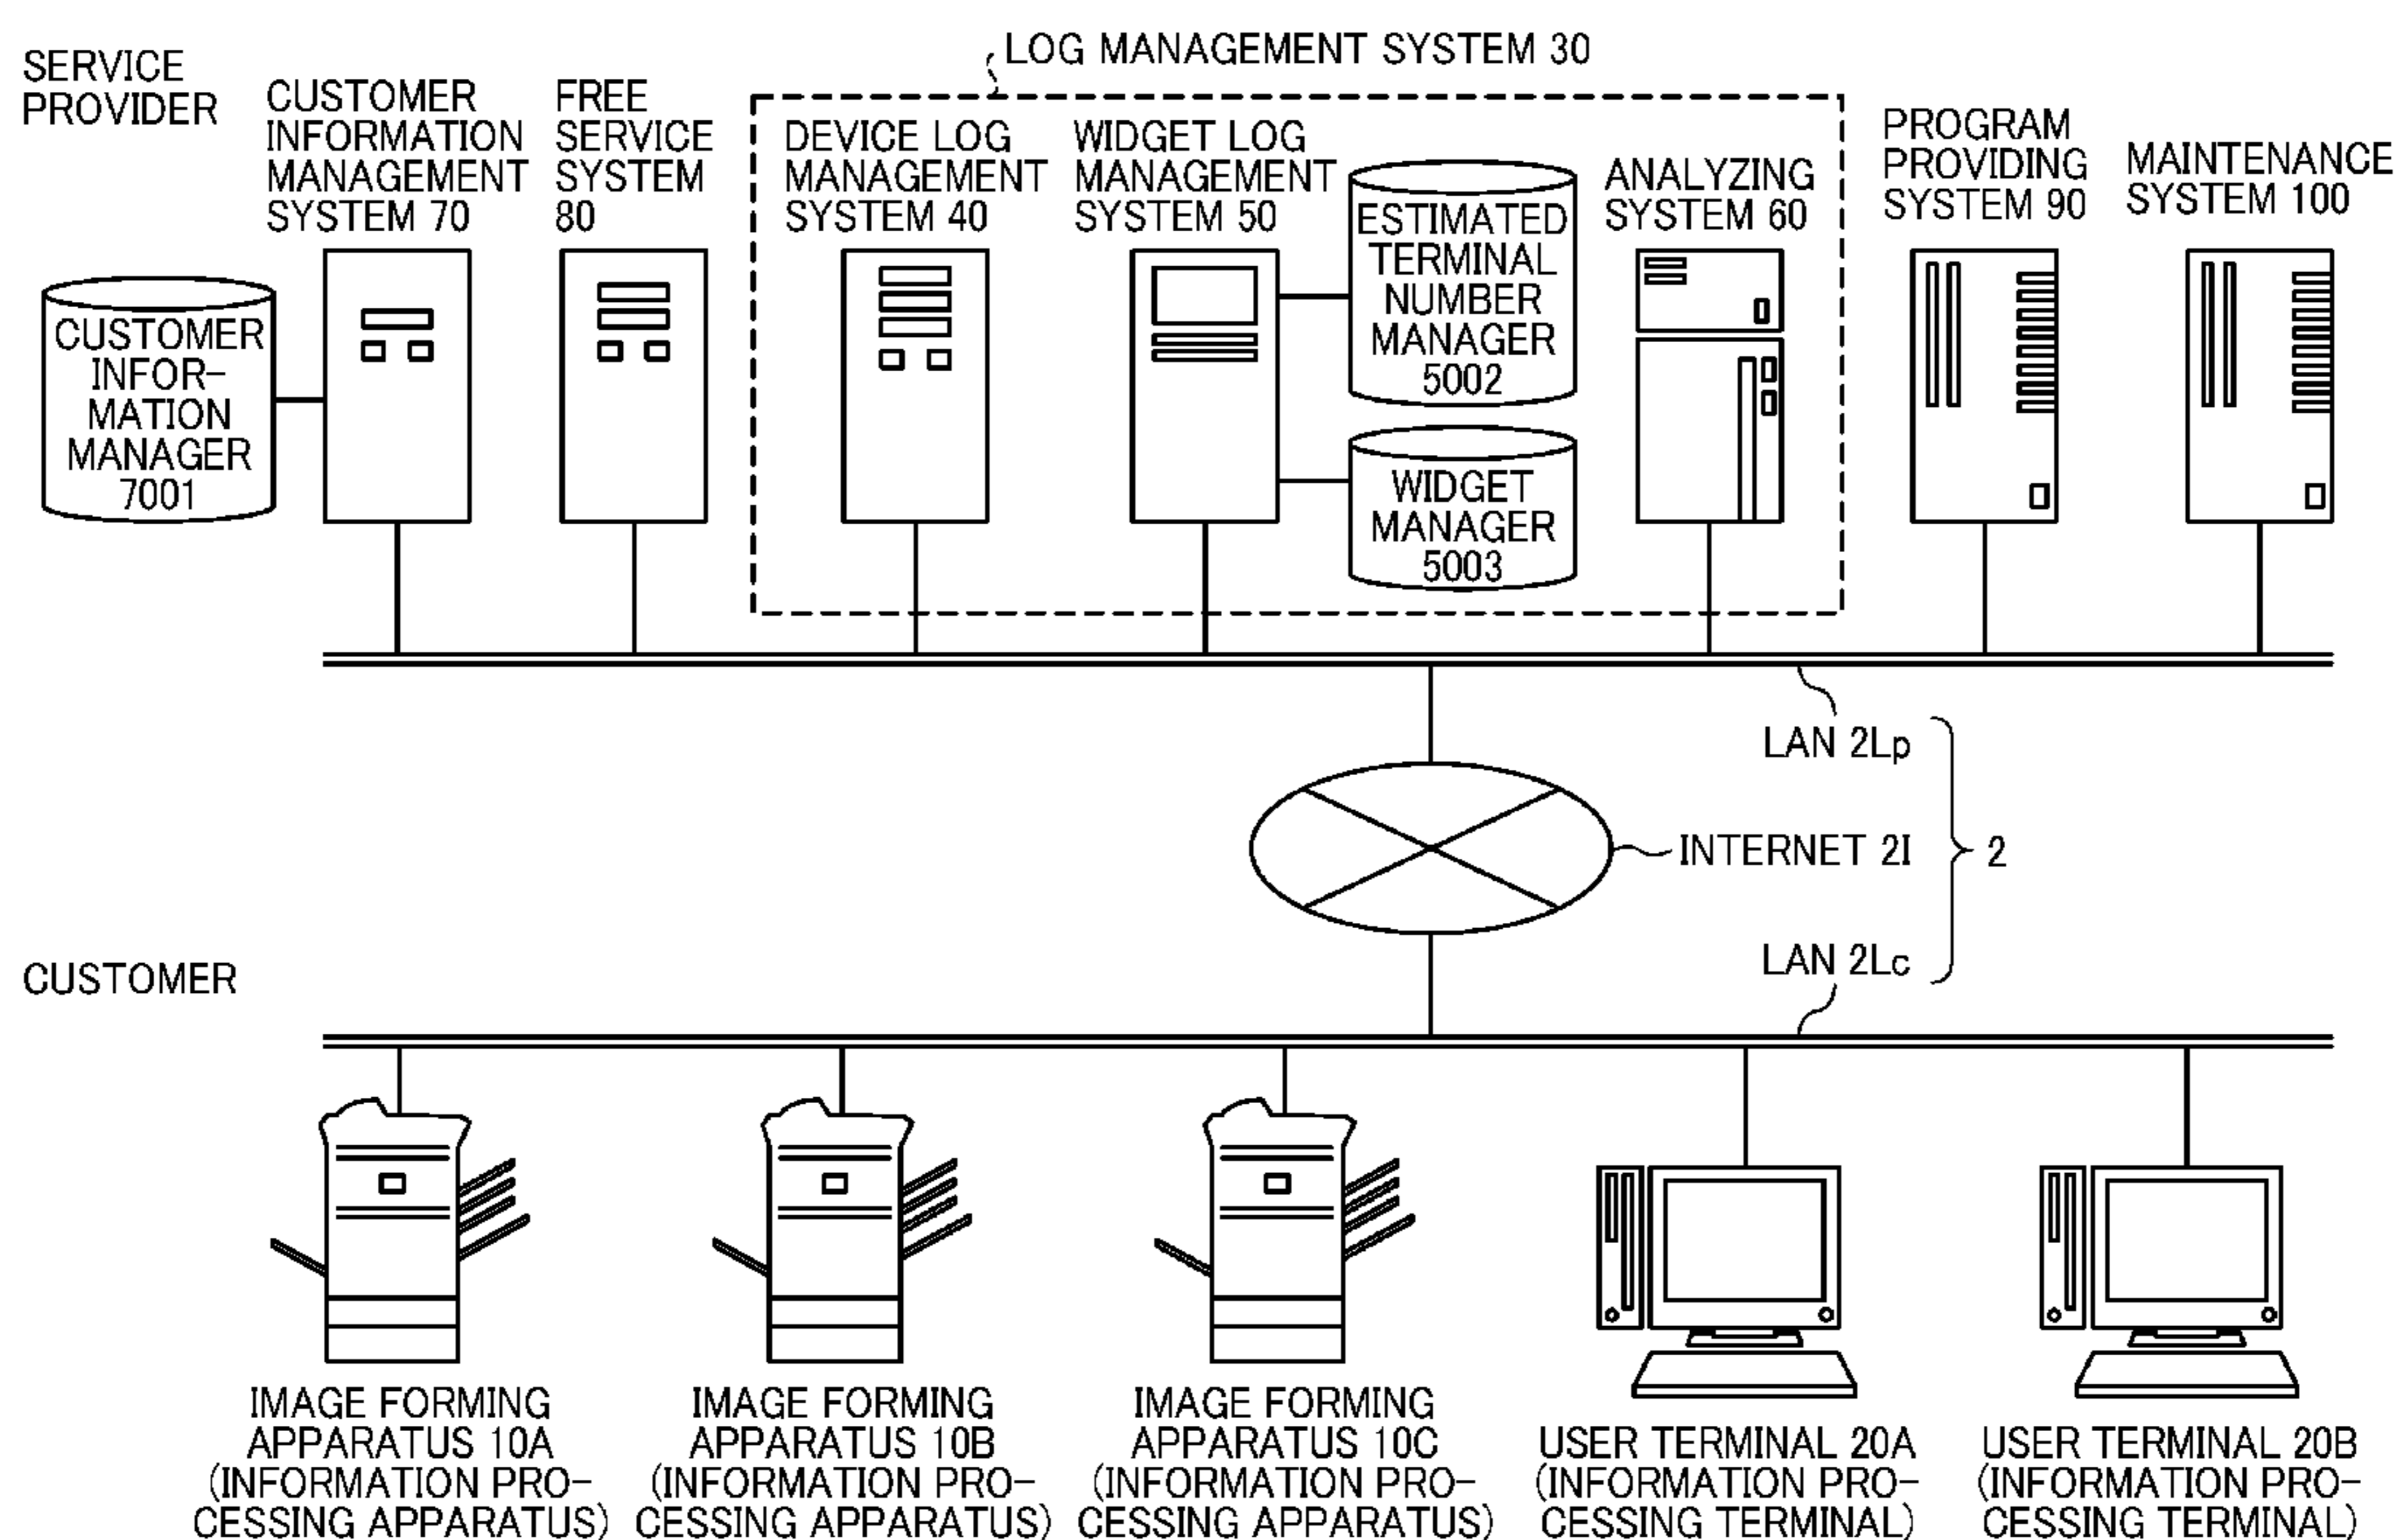 SERVICE
PROVIDER
CUSTOMER
INFORMATION
MANAGEMENT
SYSTEM 70
FREE
SERVICE
SYSTEM
80
LOG MANAGEMENT SYSTEM 30
DEVICE LOG
MANAGEMENT
SYSTEM 40
WIDGET LOG
MANAGEMENT
SYSTEM 50
ESTIMATED
TERMINAL
NUMBER
MANAGER
5002
WIDGET
MANAGER
5003
ANALYZING
SYSTEM 60
PROGRAM
PROVIDING
SYSTEM 90
MAINTENANCE
SYSTEM 100
CUSTOMER
INFOR-
MATION
MANAGER
7001
LAN 2Lp
INTERNET 2I
2
LAN 2Lc
CUSTOMER
IMAGE FORMING
APPARATUS 10A
(INFORMATION PRO-
CESSING APPARATUS)
IMAGE FORMING
APPARATUS 10B
(INFORMATION PRO-
CESSING APPARATUS)
IMAGE FORMING
APPARATUS 10C
(INFORMATION PRO-
CESSING APPARATUS)
USER TERMINAL 20A
(INFORMATION PRO-
CESSING TERMINAL)
USER TERMINAL 20B
(INFORMATION PRO-
CESSING TERMINAL)